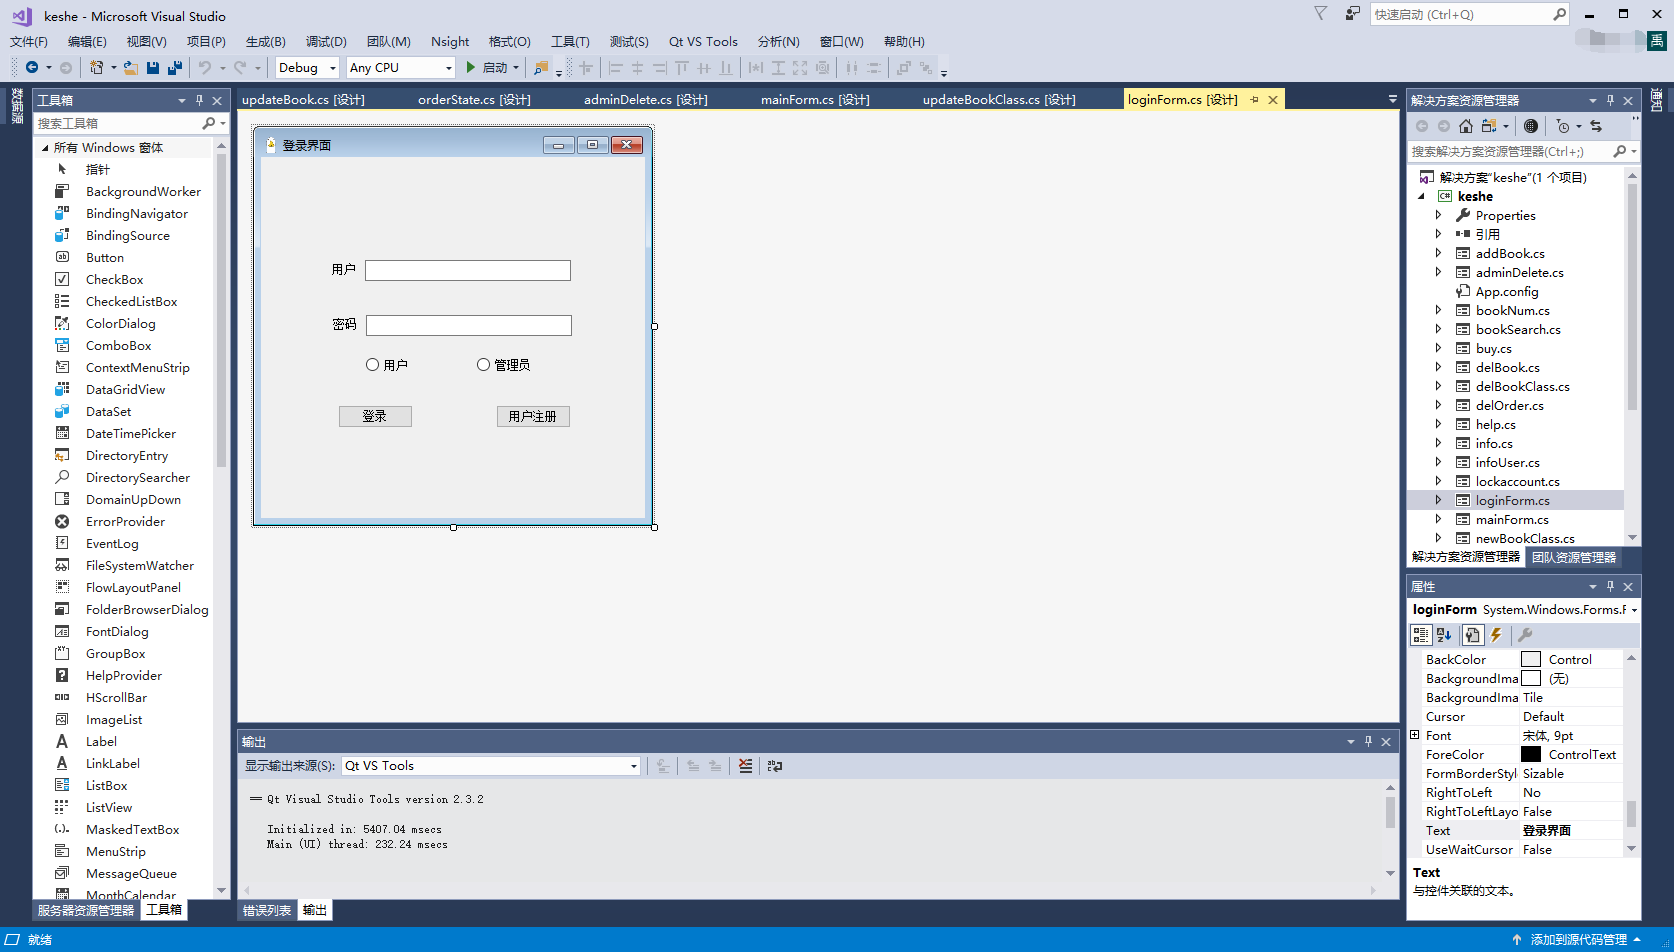 keshe - Microsoft Visual Studio
快速启动 (Ctrl+Q)
文件(F) 编辑(E) 视图(V) 项目(P) 生成(B) 调试(D) 团队(M) Nsight 格式(O) 工具(T) 测试(S) Qt VS Tools 分析(N) 窗口(W) 帮助(H)
禹
Debug Any CPU 启动
数据源
工具箱
搜索工具箱
所有 Windows 窗体
指针
BackgroundWorker
BindingNavigator
BindingSource
Button
CheckBox
CheckedListBox
ColorDialog
ComboBox
ContextMenuStrip
DataGridView
DataSet
DateTimePicker
DirectoryEntry
DirectorySearcher
DomainUpDown
ErrorProvider
EventLog
FileSystemWatcher
FlowLayoutPanel
FolderBrowserDialog
FontDialog
GroupBox
HelpProvider
HScrollBar
ImageList
Label
LinkLabel
ListBox
ListView
MaskedTextBox
MenuStrip
MessageQueue
MonthCalendar
服务器资源管理器 工具箱
updateBook.cs [设计] orderState.cs [设计] adminDelete.cs [设计] mainForm.cs [设计] updateBookClass.cs [设计] loginForm.cs [设计]
登录界面
用户
密码
用户 管理员
登录 用户注册
输出
显示输出来源(S): Qt VS Tools
== Qt Visual Studio Tools version 2.3.2
Initialized in: 5407.04 msecs
Main (UI) thread: 232.24 msecs
错误列表 输出
解决方案资源管理器
搜索解决方案资源管理器(Ctrl+;)
解决方案"keshe"(1 个项目)
keshe
Properties
引用
addBook.cs
adminDelete.cs
App.config
bookNum.cs
bookSearch.cs
buy.cs
delBook.cs
delBookClass.cs
delOrder.cs
help.cs
info.cs
infoUser.cs
lockaccount.cs
loginForm.cs
mainForm.cs
newBookClass.cs
解决方案资源管理器 团队资源管理器
通知
属性
loginForm System.Windows.Forms.F
BackColor Control
BackgroundIma (无)
BackgroundIma Tile
Cursor Default
Font 宋体, 9pt
ForeColor ControlText
FormBorderStyl Sizable
RightToLeft No
RightToLeftLayo False
Text 登录界面
UseWaitCursor False
Text
与控件关联的文本。
就绪
添加到源代码管理